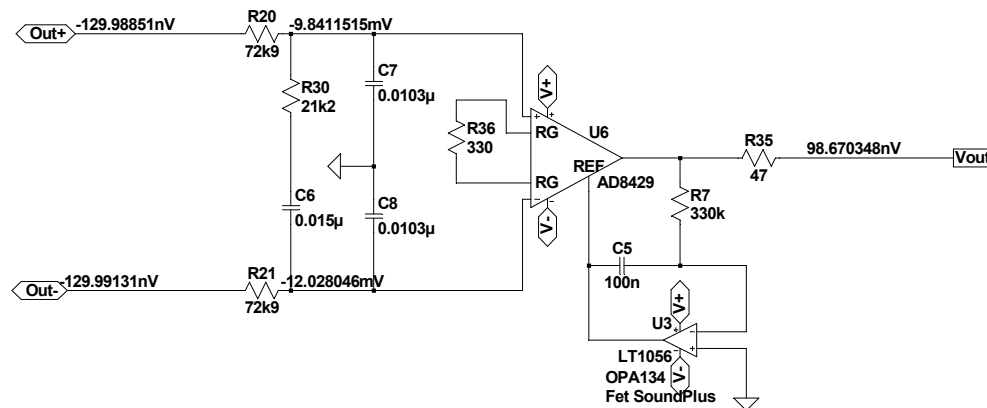 Out+
-129.98851nV
R20
72k9
-9.8411515mV
R30
21k2
C7
0.0103µ
C6
0.015µ
C8
0.0103µ
R36
330
RG
RG
+
-
V+
+
U6
REF
AD8429
V-
-
R35
47
98.670348nV
Vout
R7
330k
C5
100n
Out-
-129.99131nV
R21
72k9
-12.028046mV
U3
V+
+
-
+
-
V-
LT1056
OPA134
Fet SoundPlus